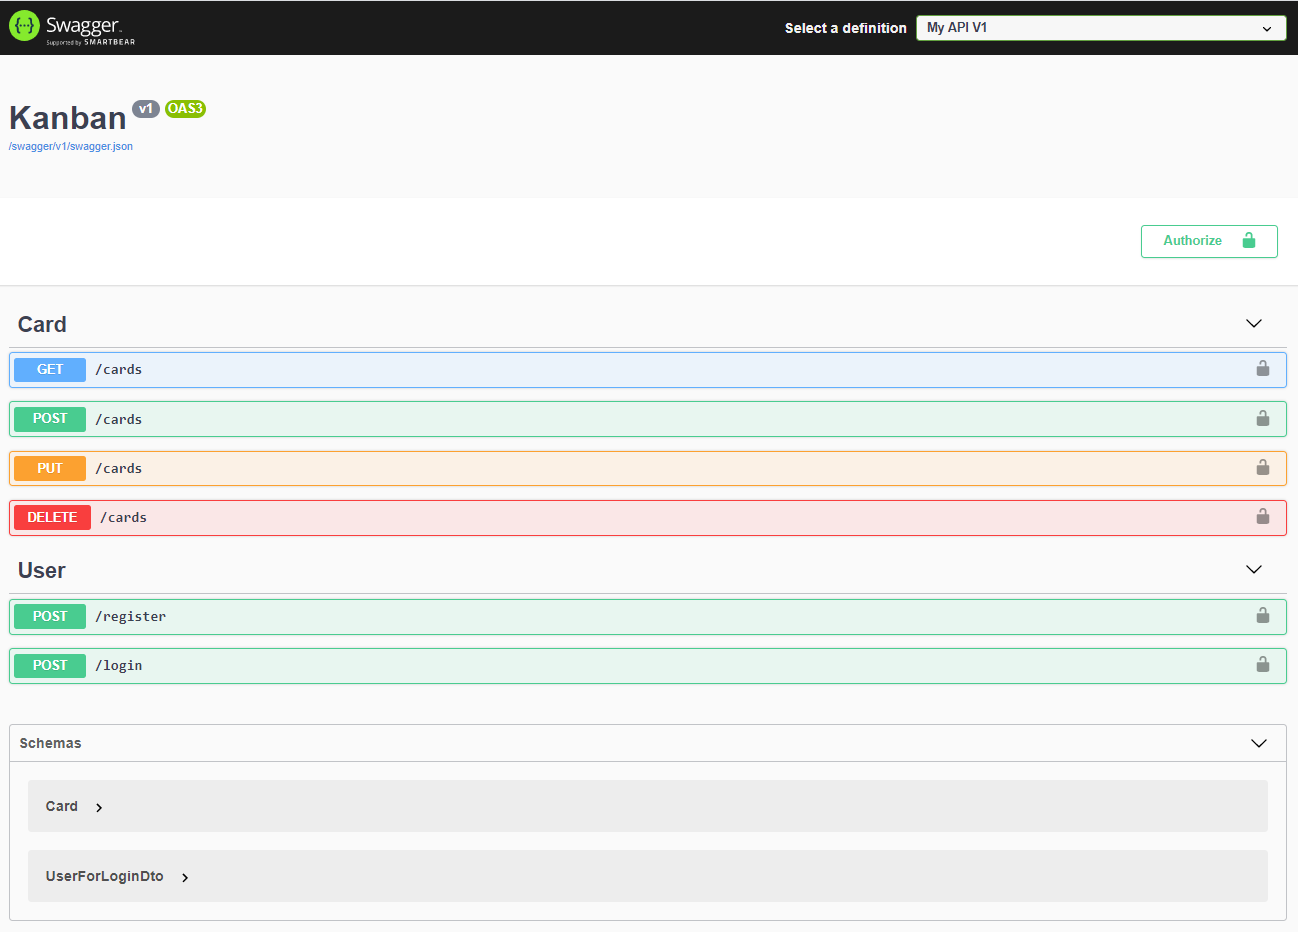 Swagger
Supported by SMARTBEAR
Select a definition
My API V1
Kanban v1 OAS3
/swagger/v1/swagger.json
Authorize
Card
GET /cards
POST /cards
PUT /cards
DELETE /cards
User
POST /register
POST /login
Schemas
Card
UserForLoginDto